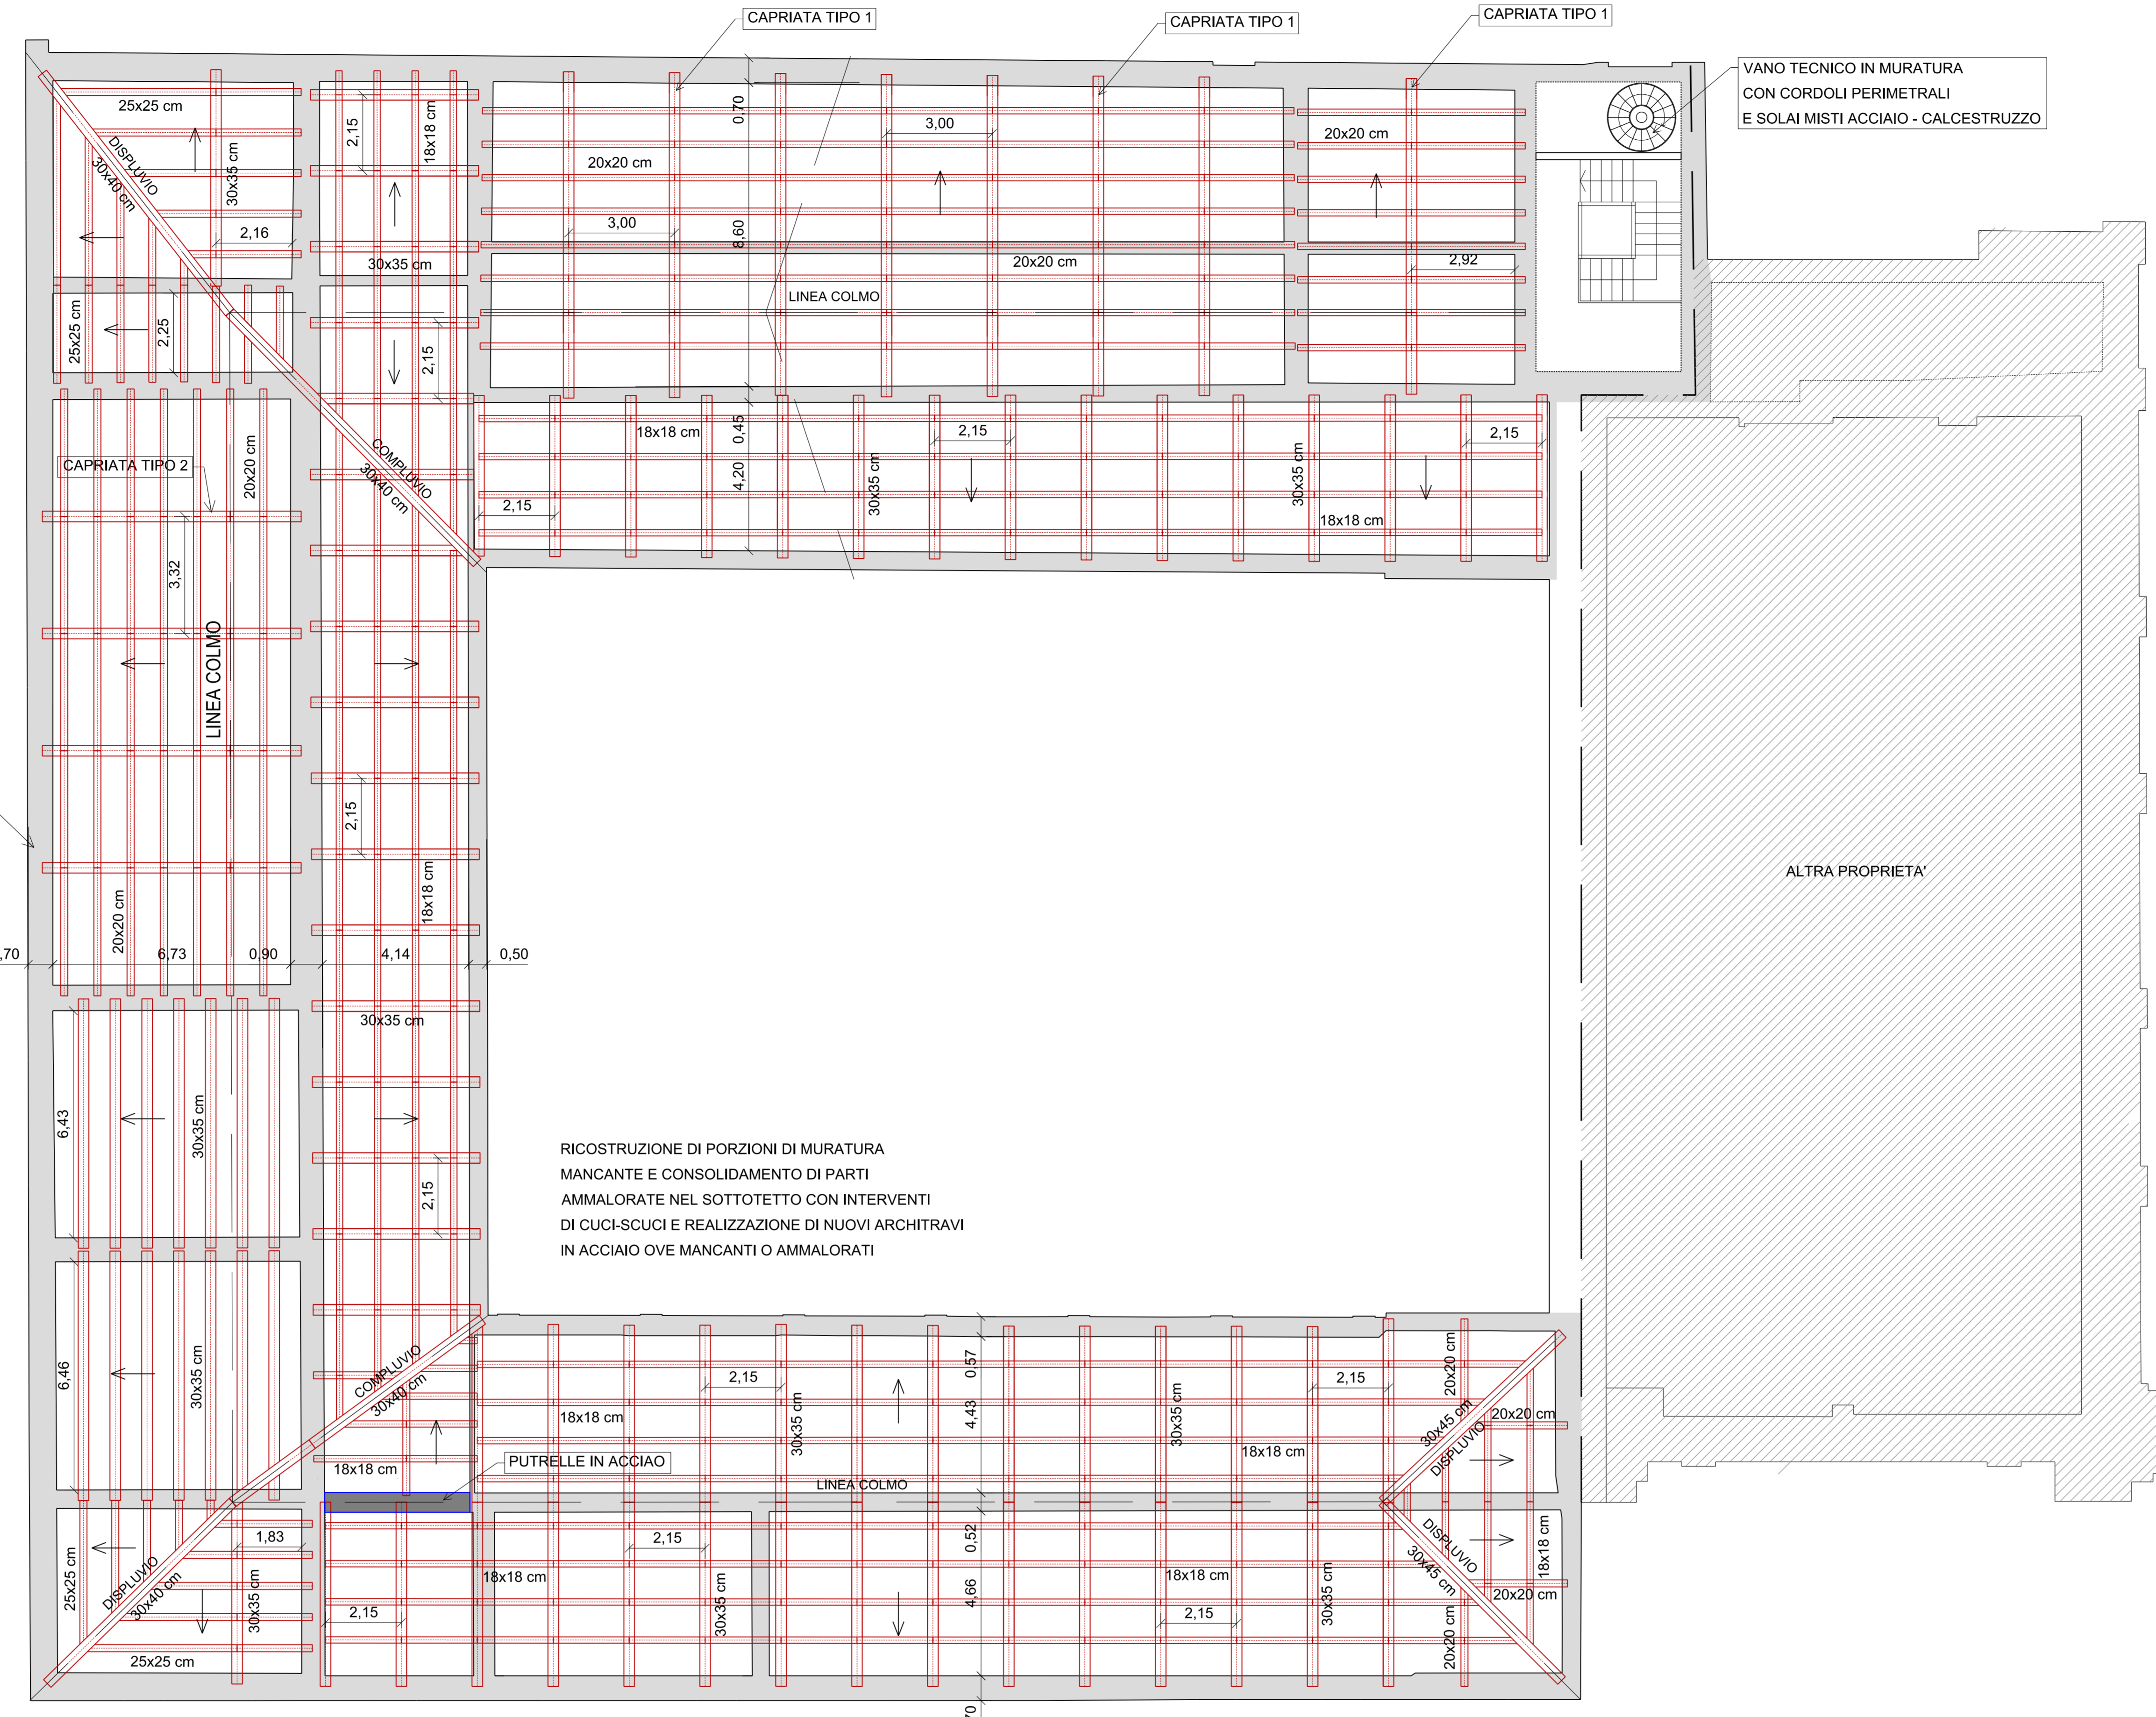 CAPRIATA TIPO 1
CAPRIATA TIPO 1
CAPRIATA TIPO 1
VANO TECNICO IN MURATURA
CON CORDOLI PERIMETRALI
E SOLAI MISTI ACCIAIO - CALCESTRUZZO
25x25 cm
DISPLUVIO
30x40 cm
30x35 cm
2,16
2,15
18x18 cm
30x35 cm
0,70
20x20 cm
3,00
3,00
8,60
20x20 cm
LINEA COLMO
20x20 cm
2,92
25x25 cm
2,25
2,15
CAPRIATA TIPO 2
20x20 cm
COMPLUVIO
30x40 cm
18x18 cm
0,45
4,20
2,15
2,15
2,15
30x35 cm
30x35 cm
18x18 cm
3,32
LINEA COLMO
2,15
18x18 cm
20x20 cm
,70
6,73
0,90
4,14
0,50
ALTRA PROPRIETA'
30x35 cm
6,43
30x35 cm
2,15
RICOSTRUZIONE DI PORZIONI DI MURATURA
MANCANTE E CONSOLIDAMENTO DI PARTI
AMMALORATE NEL SOTTOTETTO CON INTERVENTI
DI CUCI-SCUCI E REALIZZAZIONE DI NUOVI ARCHITRAVI
IN ACCIAIO OVE MANCANTI O AMMALORATI
6,46
30x35 cm
COMPLUVIO
30x40 cm
2,15
0,57
2,15
20x20 cm
18x18 cm
30x35 cm
4,43
30x35 cm
18x18 cm
30x45 cm
DISPLUVIO
20x20 cm
18x18 cm
PUTRELLE IN ACCIAO
LINEA COLMO
1,83
25x25 cm
DISPLUVIO
30x40 cm
30x35 cm
25x25 cm
2,15
18x18 cm
2,15
30x35 cm
0,52
4,66
18x18 cm
2,15
30x35 cm
DISPLUVIO
30x45 cm
18x18 cm
20x20 cm
20x20 cm
70